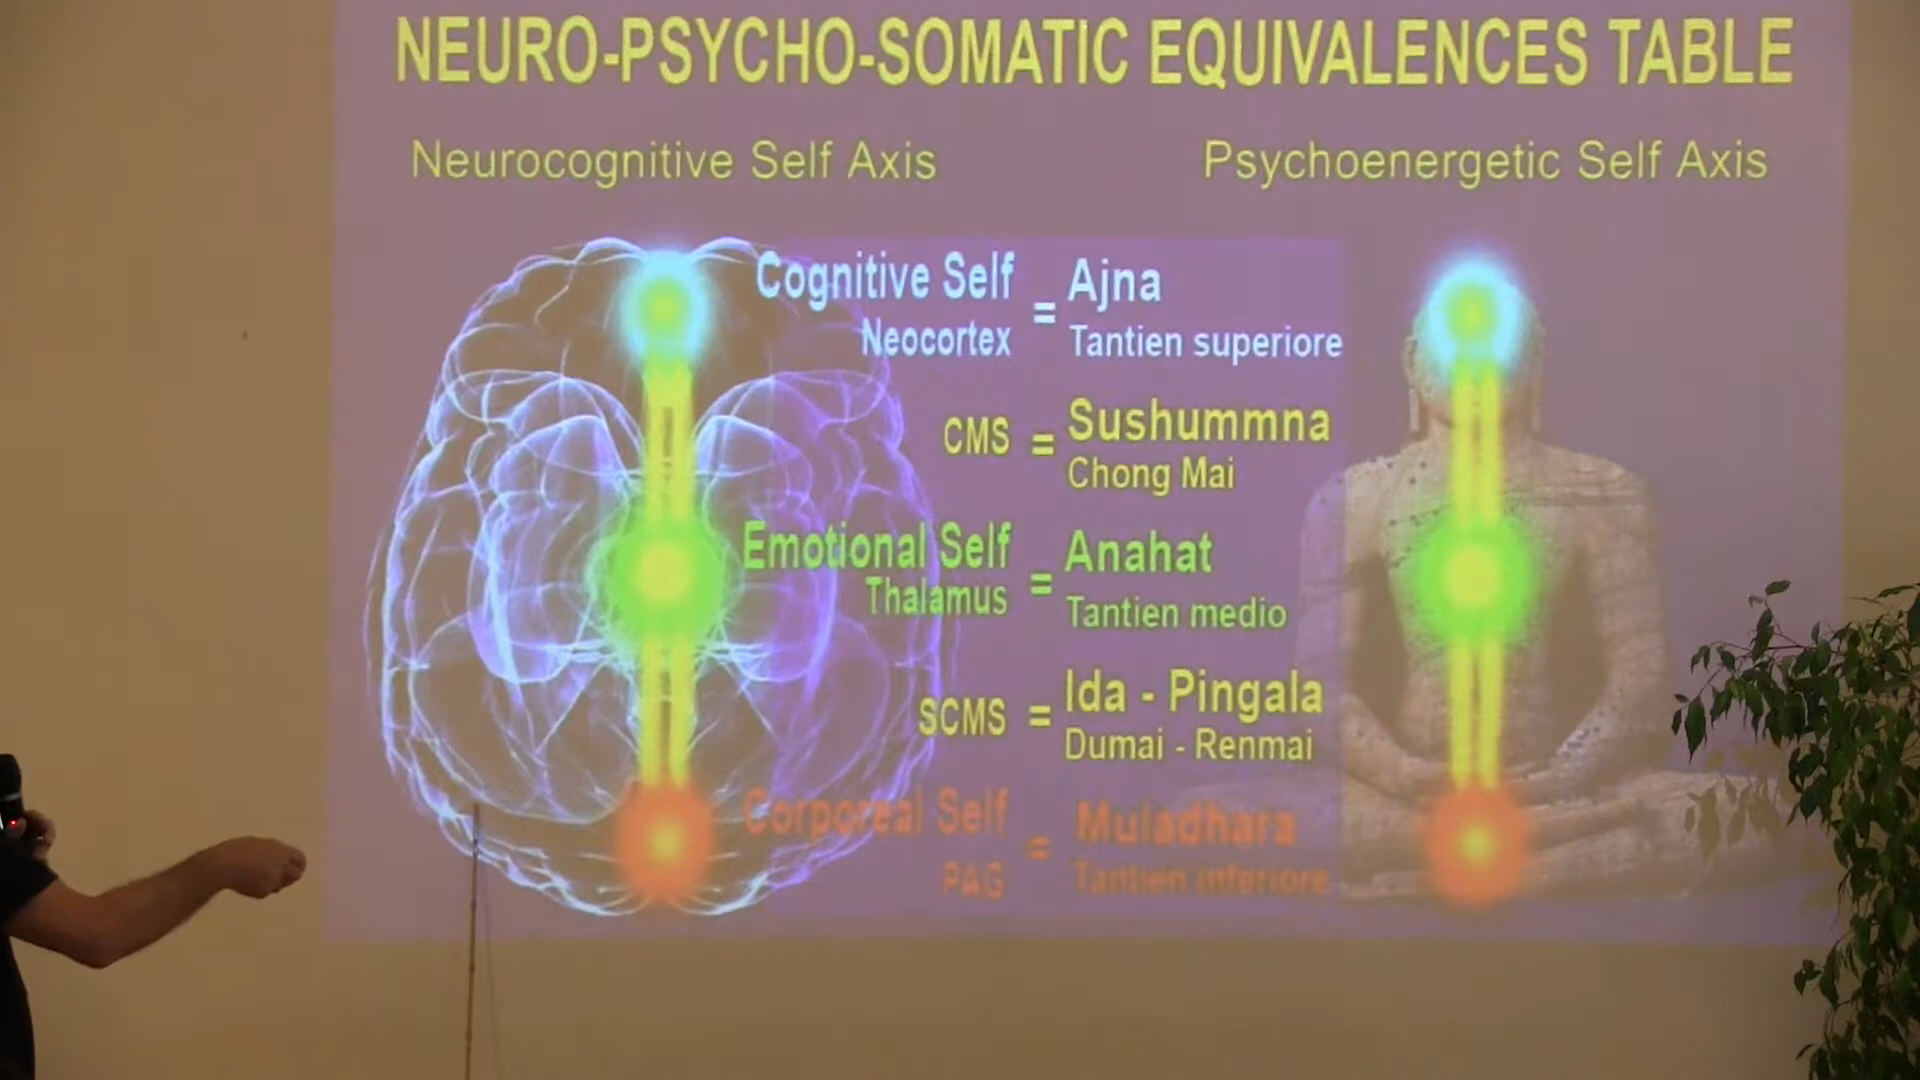 NEURO-PSYCHO-SOMATIC EQUIVALENCES TABLE
Neurocognitive Self Axis
Psychoenergetic Self Axis
Cognitive Self = Ajna
Neocortex Tantien superiore
CMS = Sushummna
Chong Mai
Emotional Self = Anahat
Thalamus Tantien medio
SCMS = Ida - Pingala
Dumai - Renmai
Corporeal Self = Muladhara
PAG Tantien inferiore